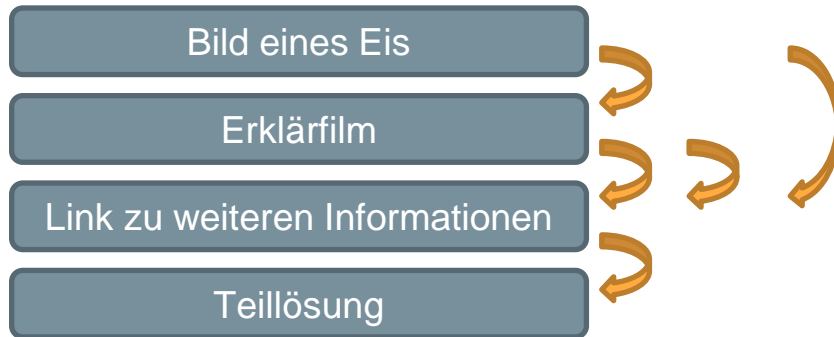 Bild eines Eis
Erklärfilm
Link zu weiteren Informationen
Teillösung